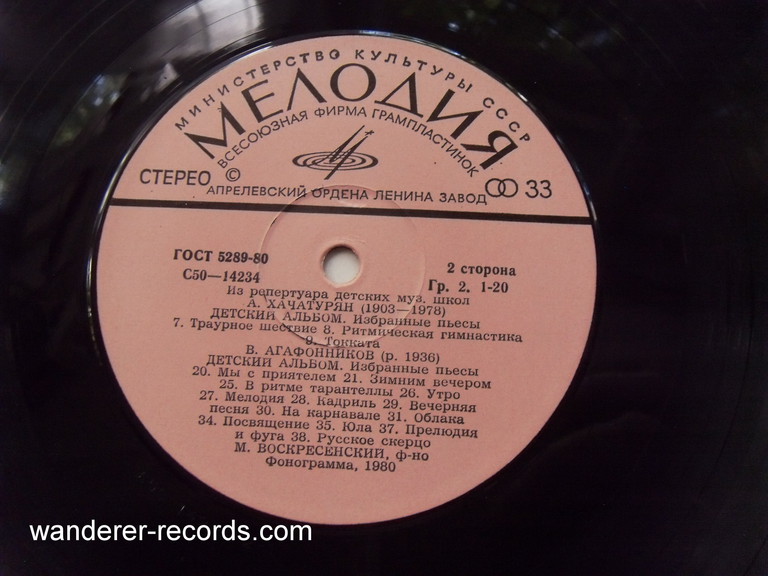 МИНИСТЕРСТВО КУЛЬТУРЫ СССР
МЕЛОДИЯ
ВСЕСОЮЗНАЯ ФИРМА ГРАМПЛАСТИНОК
СТЕРЕО © 33
АПРЕЛЕВСКИЙ ОРДЕНА ЛЕНИНА ЗАВОД
ГОСТ 5289-80
2 сторона
С50—14234
Гр. 2. 1-20
Из репертуара детских муз. школ
А. ХАЧАТУРЯН (1903—1978)
ДЕТСКИЙ АЛЬБОМ. Избранные пьесы
7. Траурное шествие 8. Ритмическая гимнастика
9. Токката
В. АГАФОННИКОВ (р. 1936)
ДЕТСКИЙ АЛЬБОМ. Избранные пьесы
20. Мы с приятелем 21. Зимним вечером
25. В ритме тарантеллы 26. Утро
27. Мелодия 28. Кадриль 29. Вечерняя
песня 30. На карнавале 31. Облака
34. Посвящение 35. Юла 37. Прелюдия
и фуга 38. Русское скерцо
М. ВОСКРЕСЕНСКИЙ, ф-но
Фонограмма, 1980
wanderer-records.com